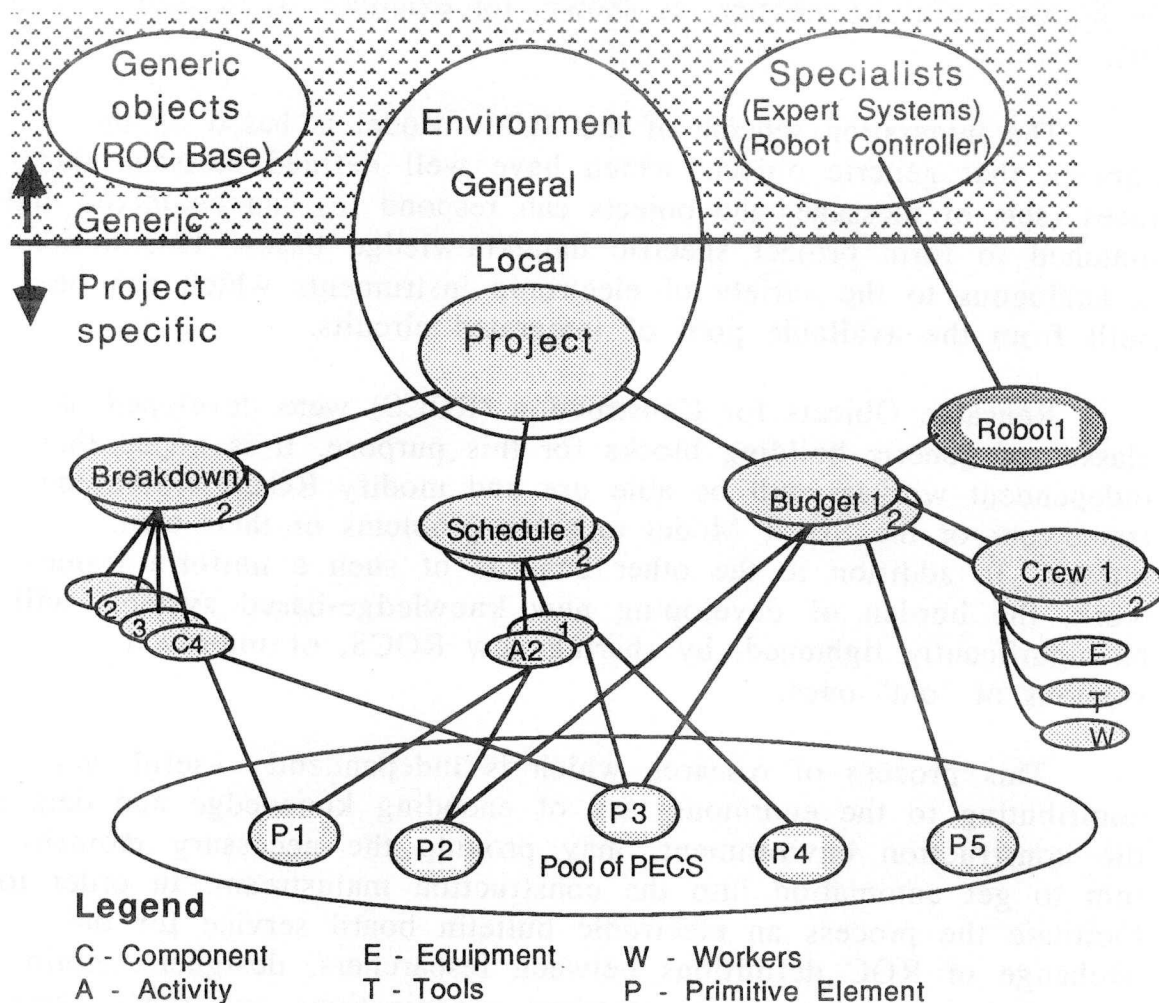 Generic
objects
(ROC Base)
Environment
General
Local
Specialists
(Expert Systems)
(Robot Controller)
Generic
Project
specific
Project
Robot1
Breakdown1
2
Schedule 1
2
Budget 1
2
Crew 1
2
1
2
3
C4
1
A2
E
T
W
P1
P2
P3
P4
P5
Pool of PECS
Legend
C - Component
E - Equipment
W - Workers
A - Activity
T - Tools
P - Primitive Element